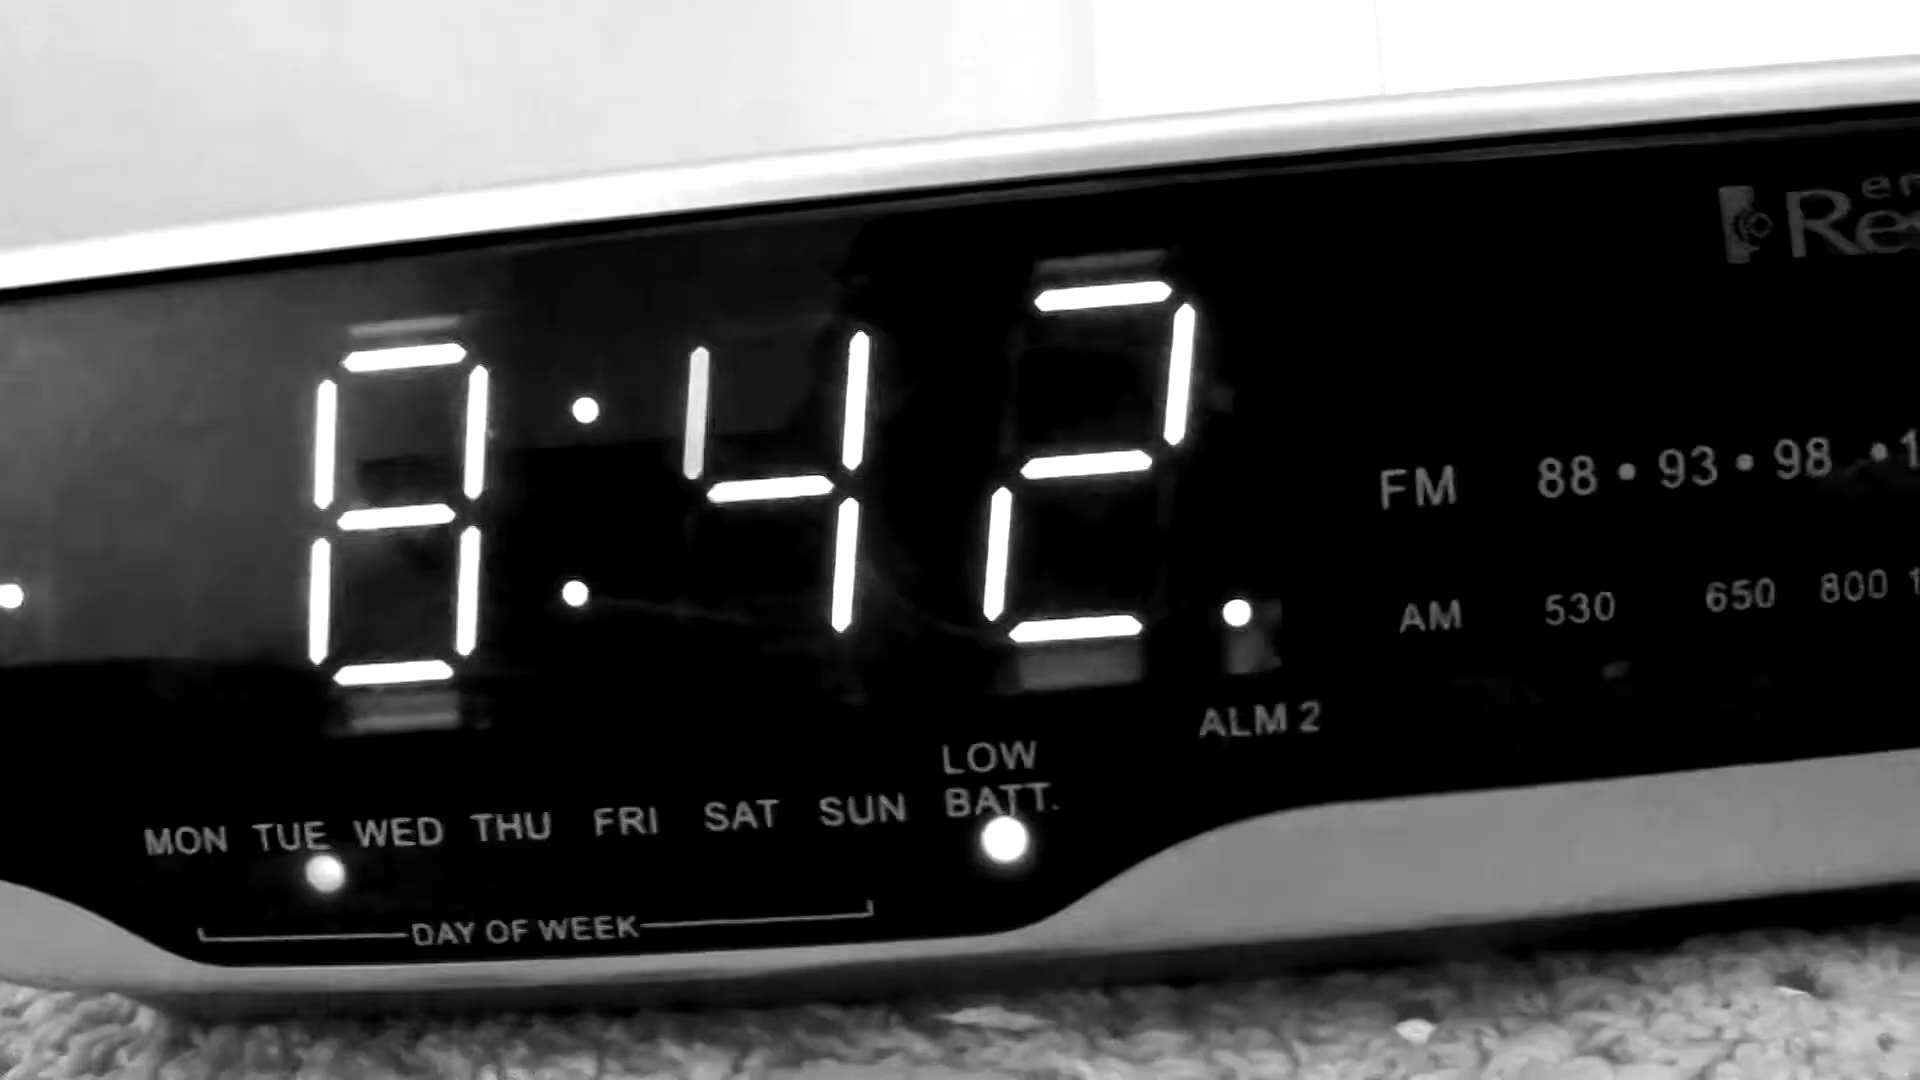 8:42.
FM 88 • 93 • 98 •
AM 530 650 800
ALM 2
LOW
BATT.
MON TUE WED THU FRI SAT SUN
DAY OF WEEK